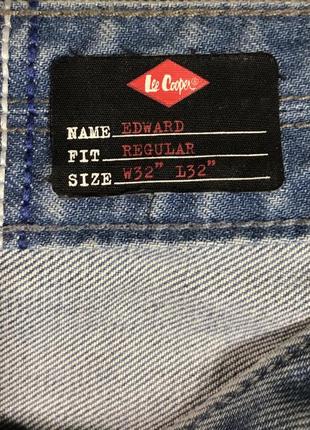 Lee Cooper®
NAME EDWARD
FIT REGULAR
SIZE W32" L32"